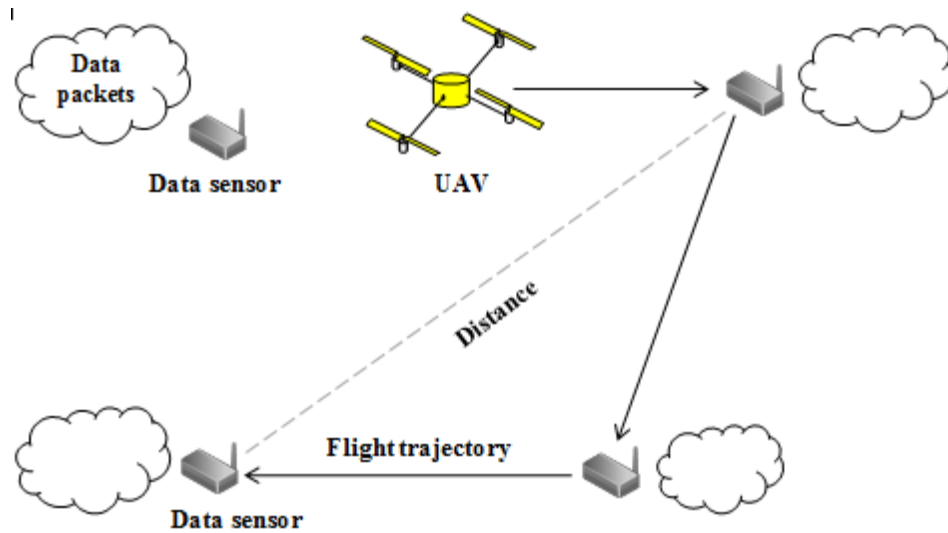 Data
packets
Data sensor
UAV
Distance
Flight trajectory
Data sensor